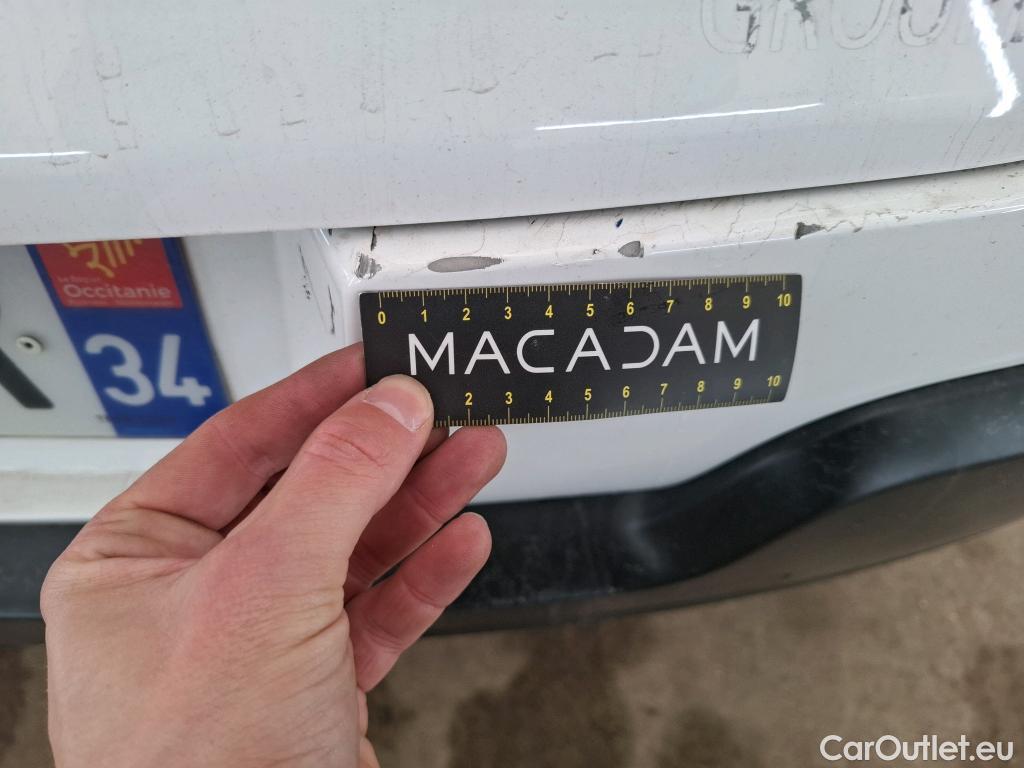 Occitanie
34
0 1 2 3 4 5 6 7 8 9 10
MACADAM
2 3 4 5 6 7 8 9 10
CarOutlet.eu